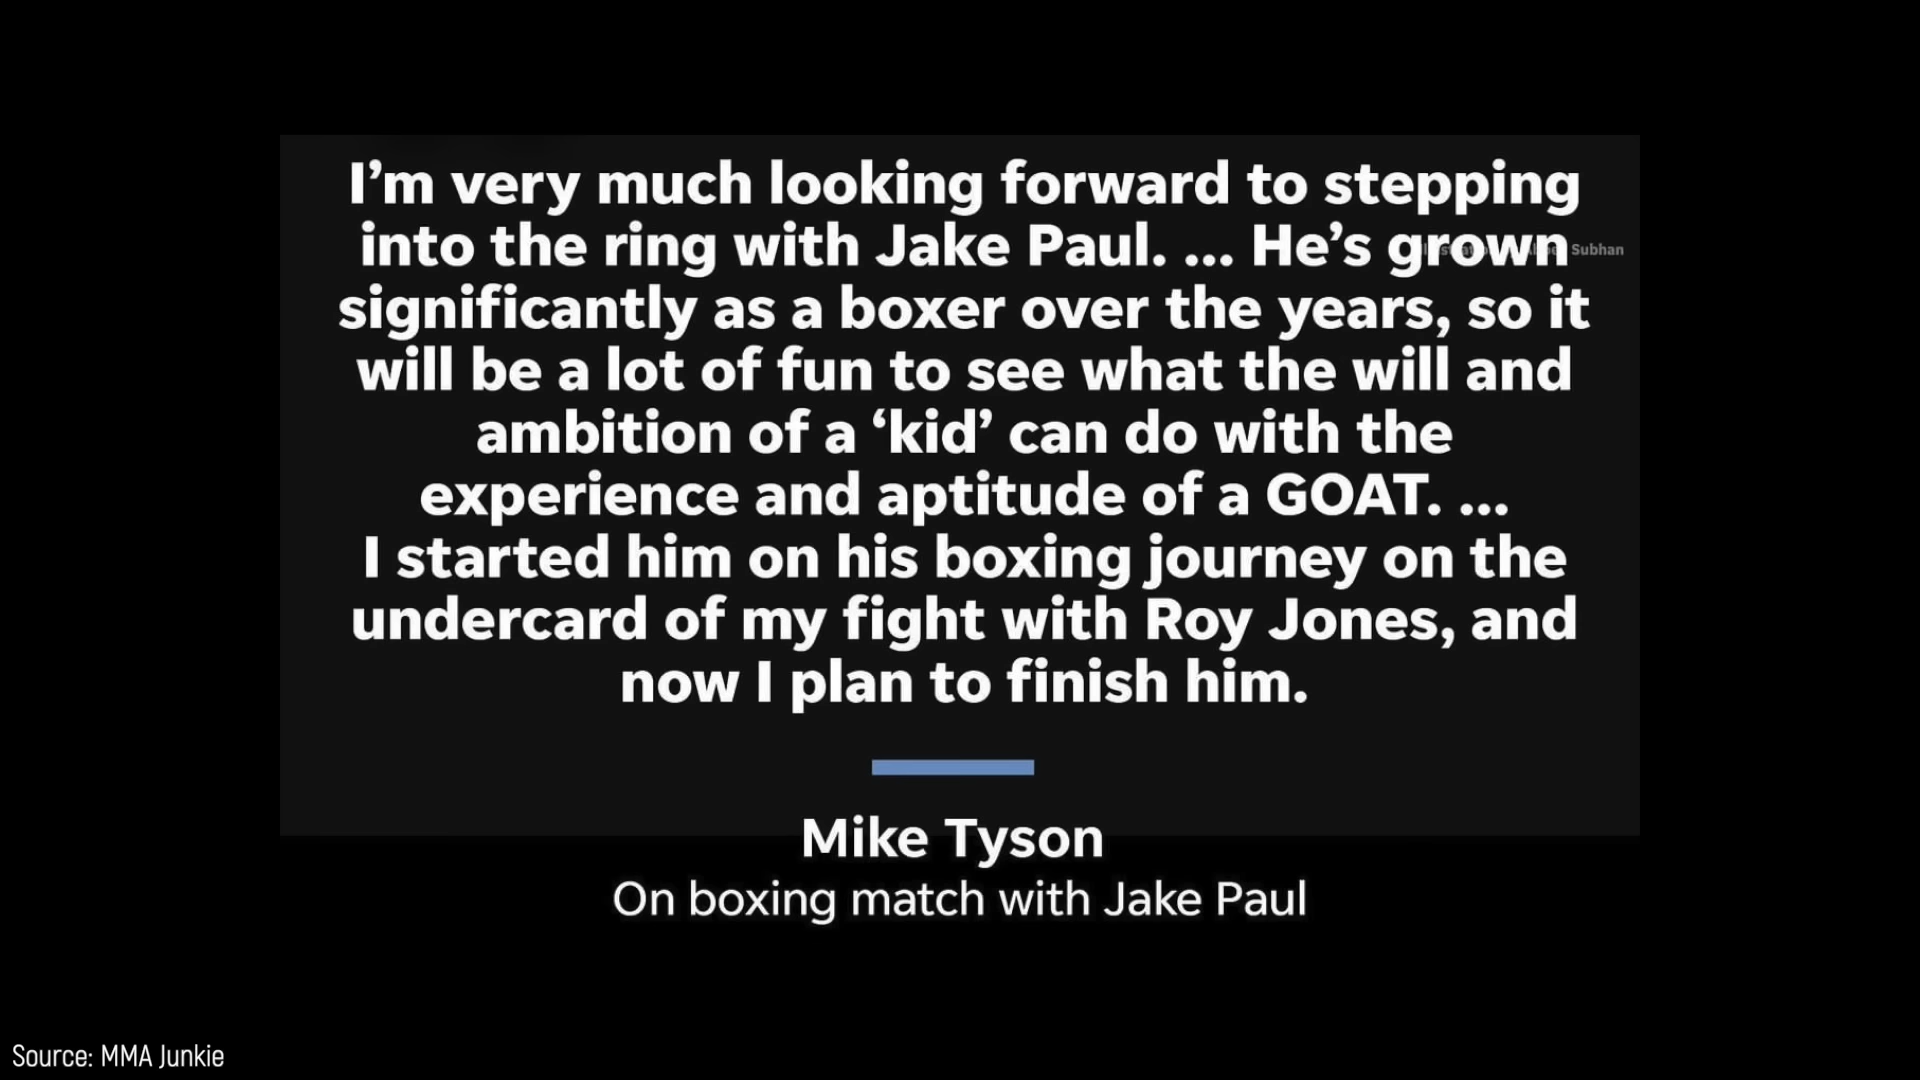 I’m very much looking forward to stepping
into the ring with Jake Paul. ... He’s grown
Subhan
significantly as a boxer over the years, so it
will be a lot of fun to see what the will and
ambition of a ‘kid’ can do with the
experience and aptitude of a GOAT. ...
I started him on his boxing journey on the
undercard of my fight with Roy Jones, and
now I plan to finish him.
Mike Tyson
On boxing match with Jake Paul
Source: MMA Junkie